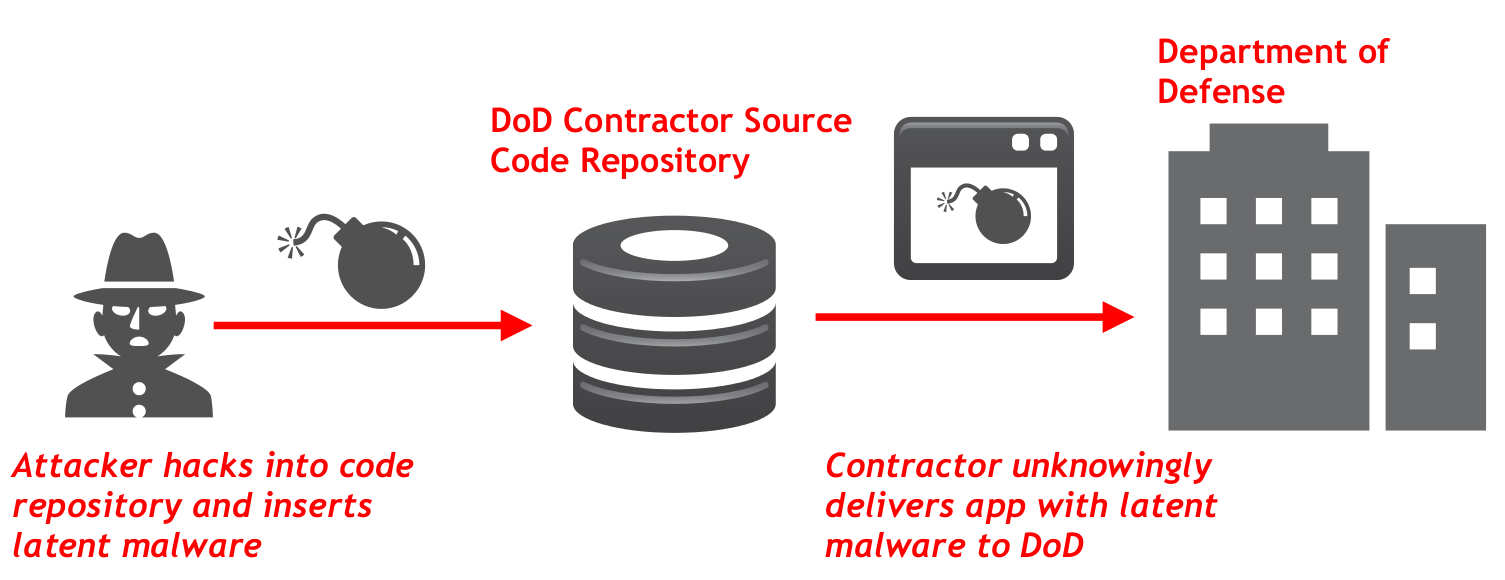 Department of
Defense
DoD Contractor Source
Code Repository
Attacker hacks into code
repository and inserts
latent malware
Contractor unknowingly
delivers app with latent
malware to DoD